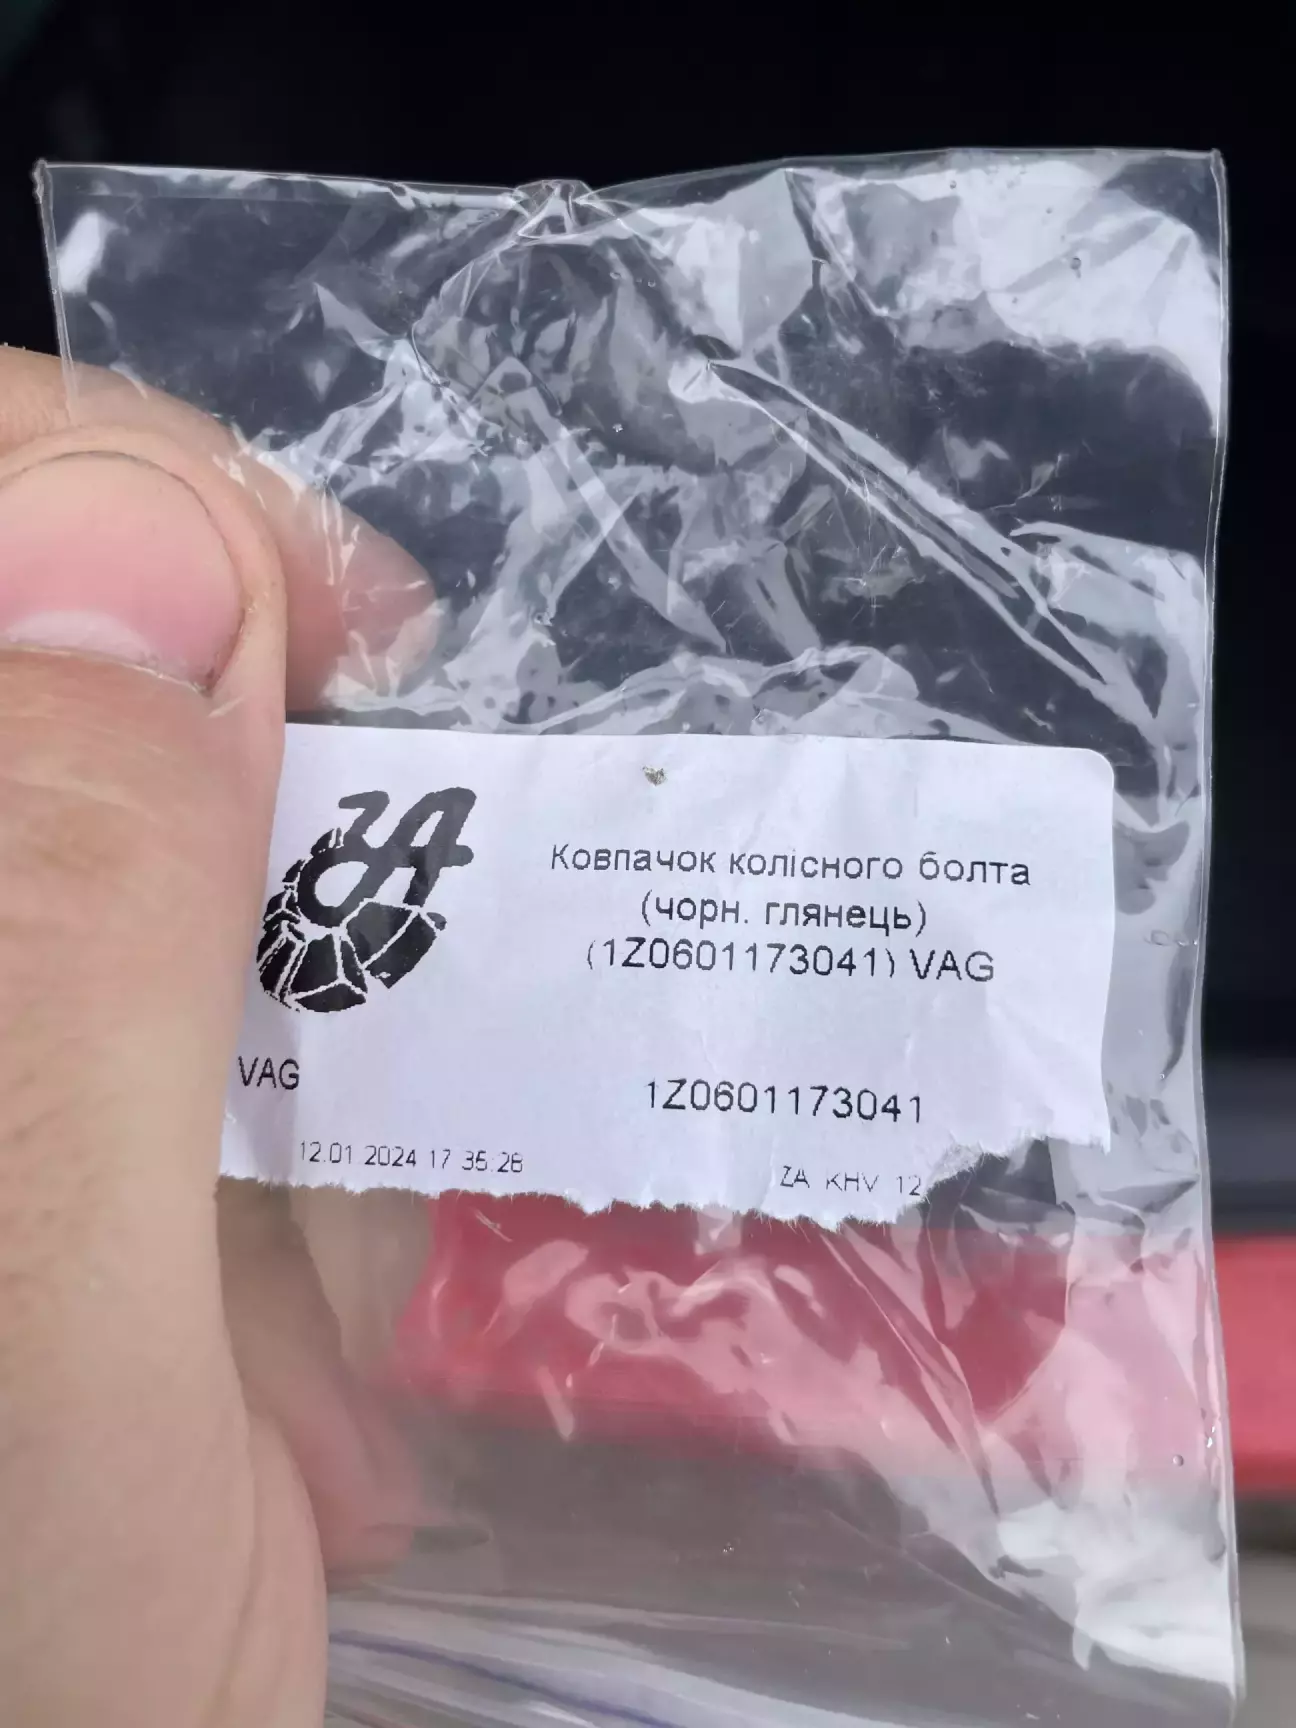 ЗА
Ковпачок колісного болта
(чорн. глянець)
(1Z0601173041) VAG
VAG
1Z0601173041
12.01.2024 17:35:28
ZA KHV 12